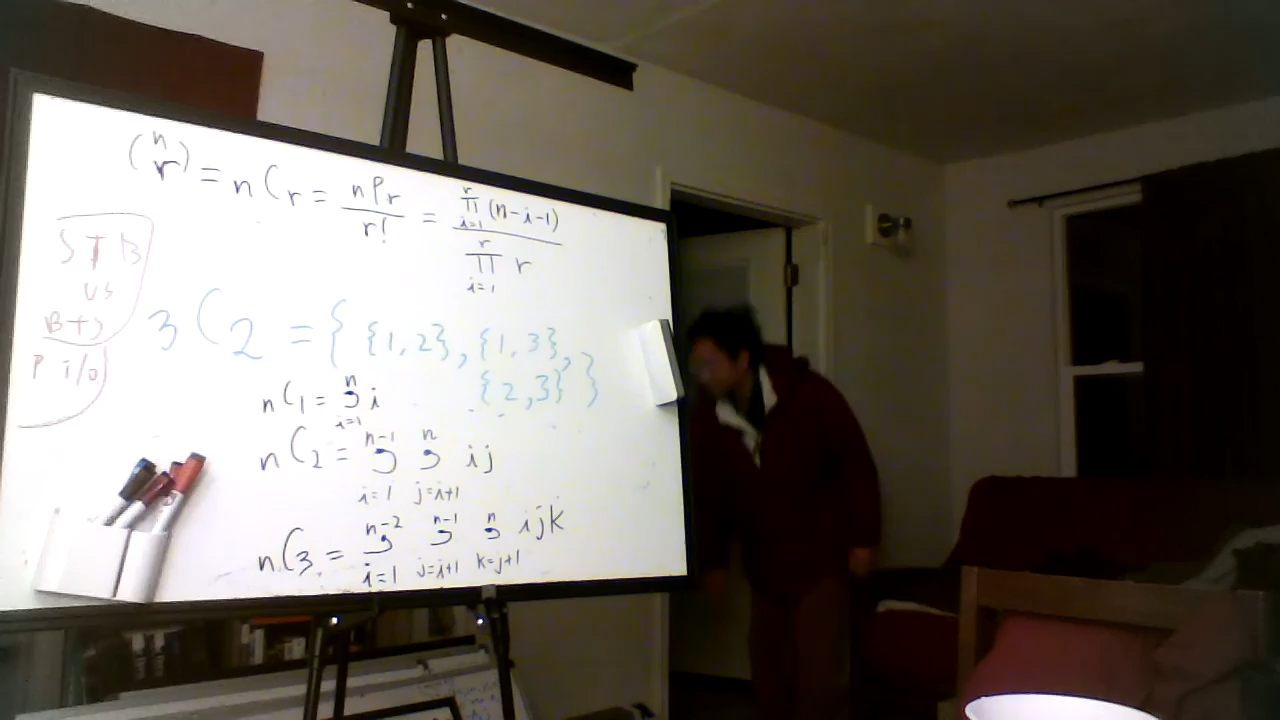 (n r) = nCr = nPr / r! = r Π i=1 (n-i-1) / r Π i=1 r
STB
vs
B+S
P i/o
3C2 = { {1,2}, {1,3},
{2,3} }
nC1 = n Ɔ i=1 i
nC2 = n-1 Ɔ i=1 n Ɔ j=i+1 ij
nC3 = n-2 Ɔ i=1 n-1 Ɔ j=i+1 n Ɔ k=j+1 ijk